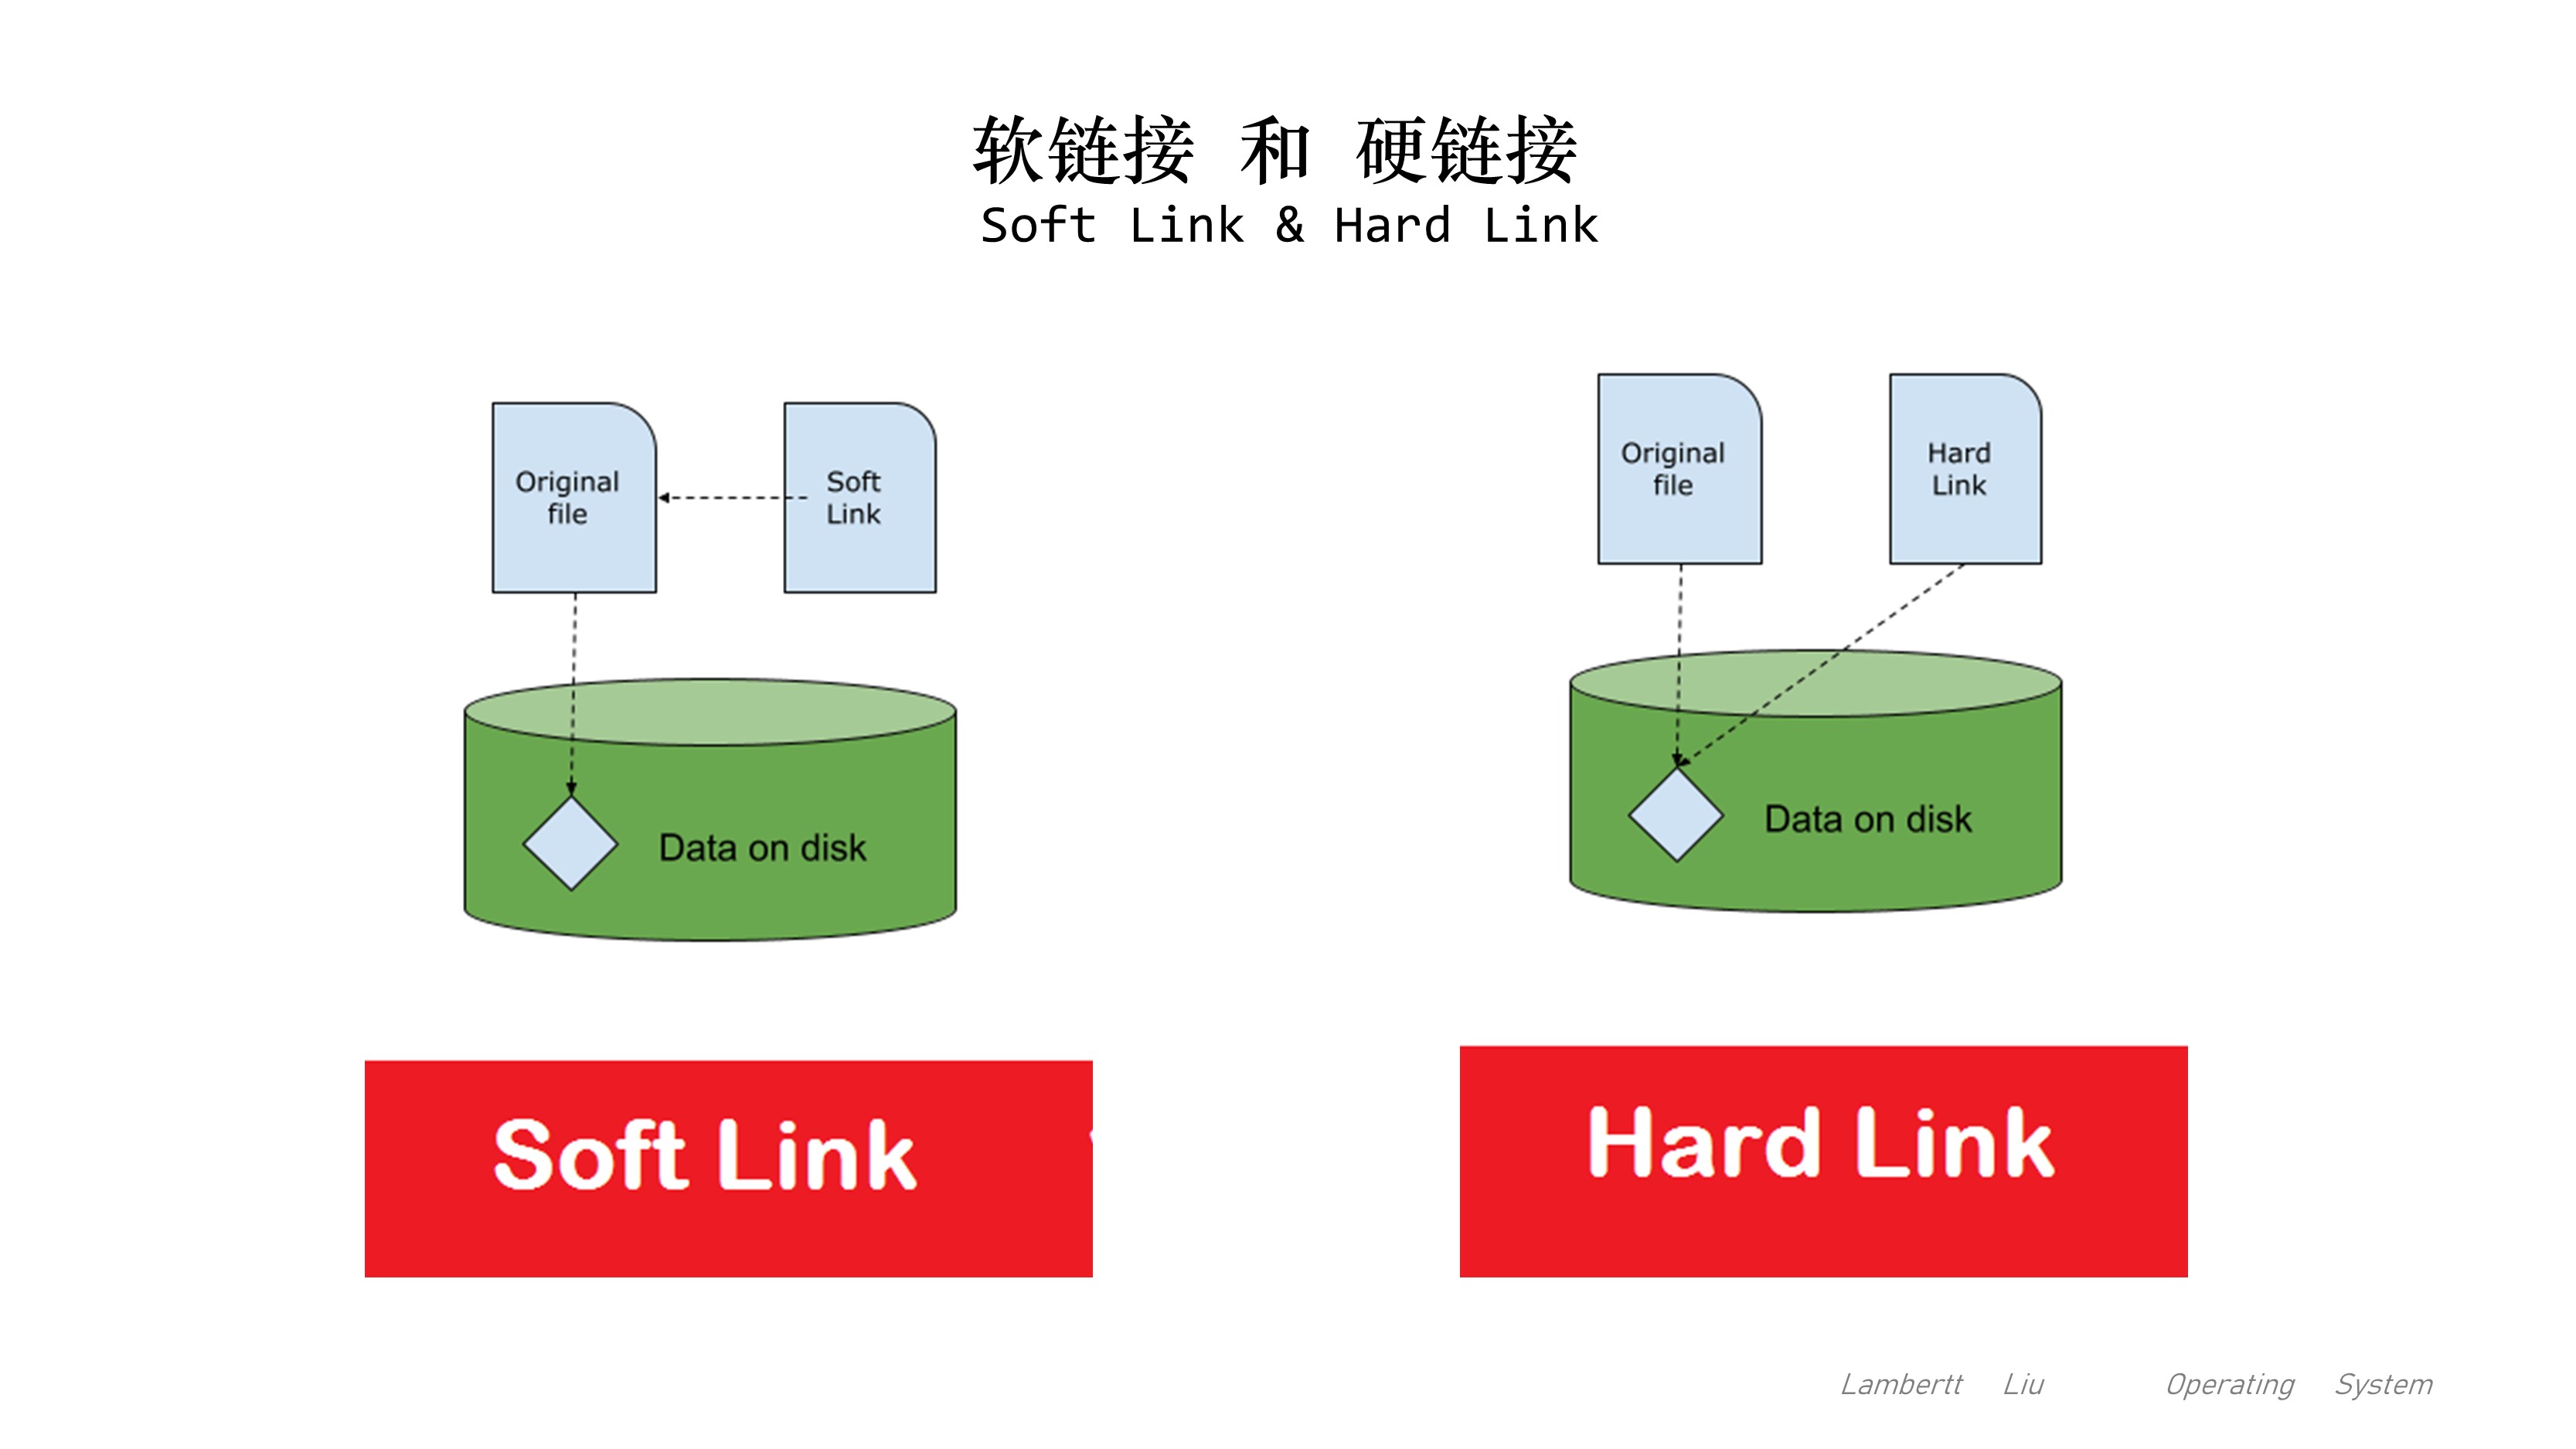 软链接 和 硬链接
Soft Link & Hard Link
Original
file
Soft
Link
Data on disk
Soft Link
Original
file
Hard
Link
Data on disk
Hard Link
Lambertt Liu Operating System